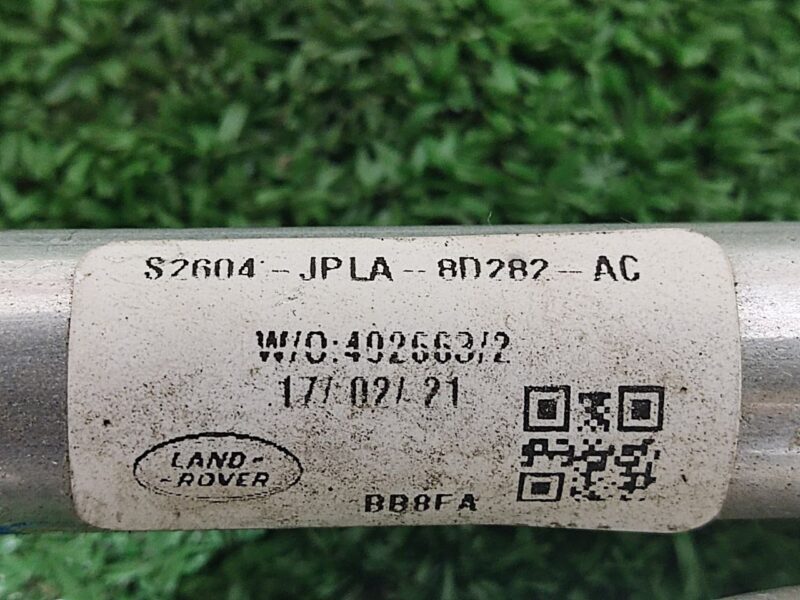 S2604-JPLA-8D282-AC
W/O:402663/2
17/02/21
LAND-
-ROVER
BB8FA